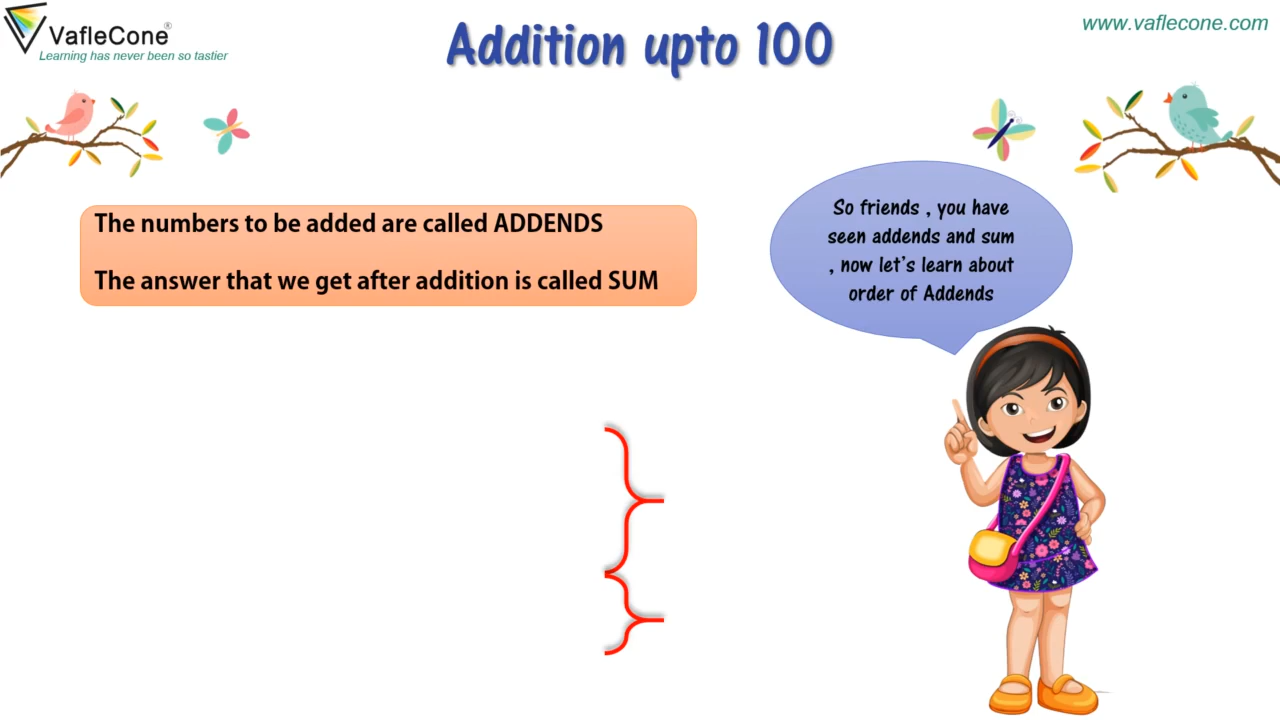 VafleCone®
Learning has never been so tastier
Addition upto 100
www.vaflecone.com
The numbers to be added are called ADDENDS
The answer that we get after addition is called SUM
So friends , you have
seen addends and sum
, now let's learn about
order of Addends